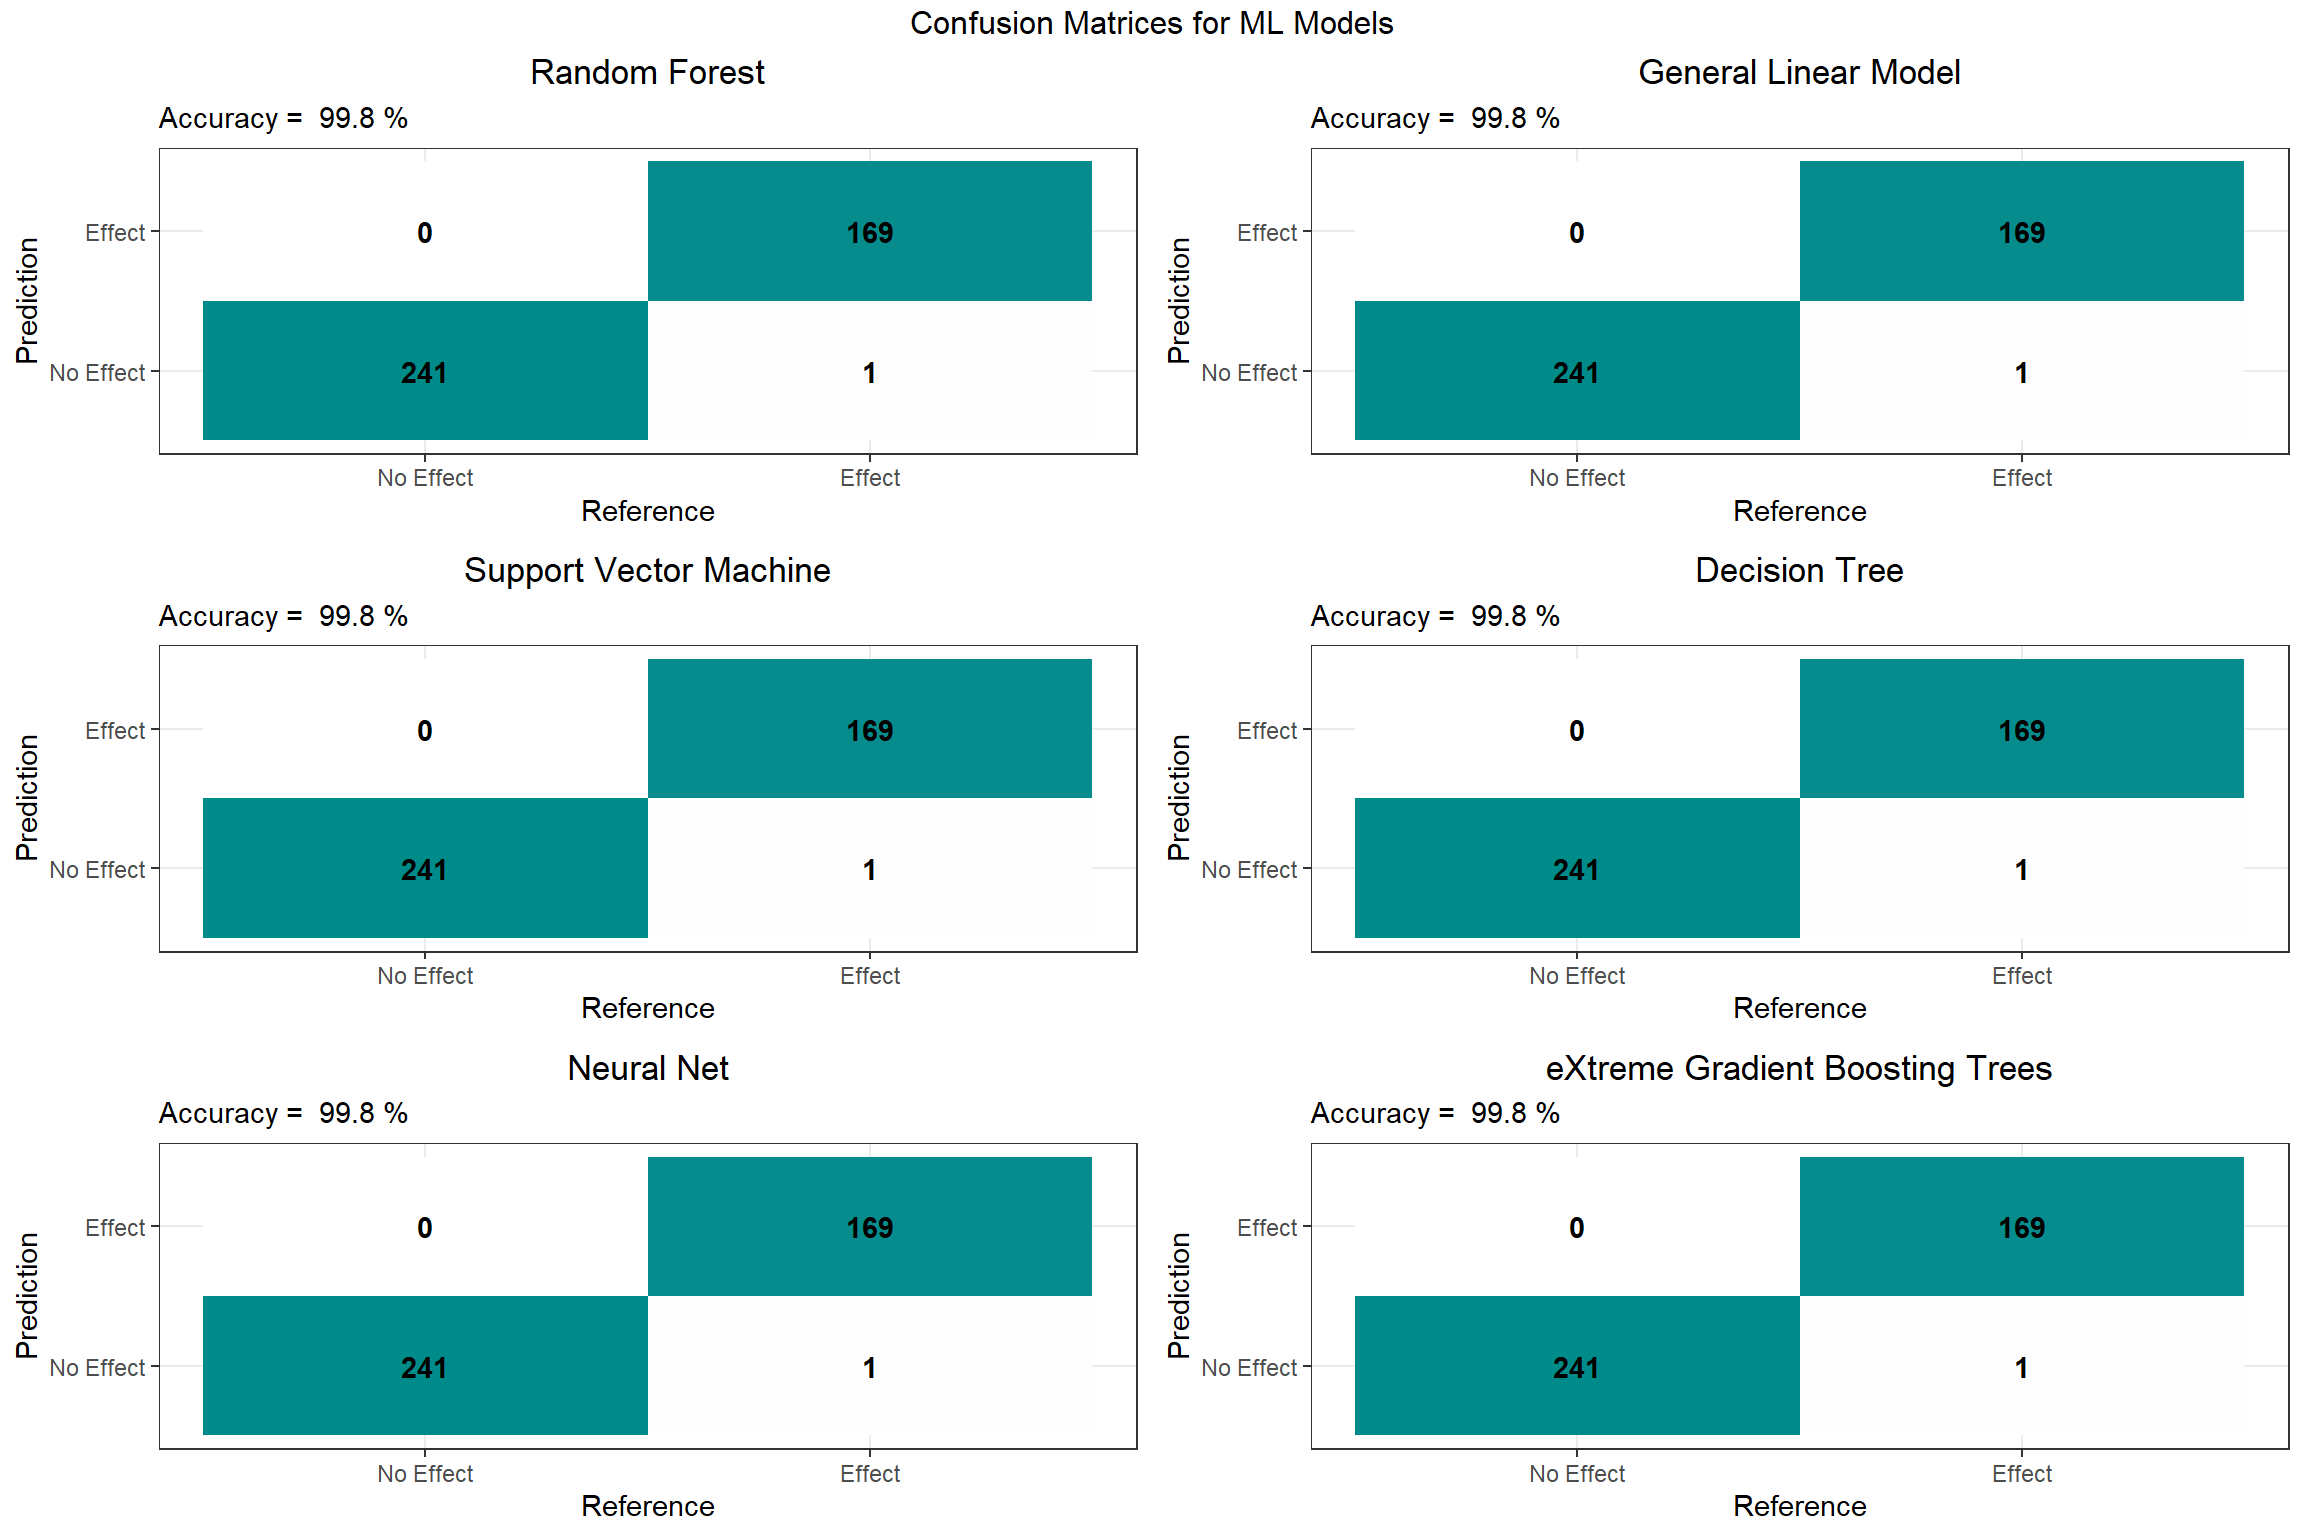 Confusion Matrices for ML Models
Random Forest
Accuracy =  99.8 %
Prediction
Effect
0
169
No Effect
241
1
No Effect
Effect
Reference
General Linear Model
Accuracy =  99.8 %
Prediction
Effect
0
169
No Effect
241
1
No Effect
Effect
Reference
Support Vector Machine
Accuracy =  99.8 %
Prediction
Effect
0
169
No Effect
241
1
No Effect
Effect
Reference
Decision Tree
Accuracy =  99.8 %
Prediction
Effect
0
169
No Effect
241
1
No Effect
Effect
Reference
Neural Net
Accuracy =  99.8 %
Prediction
Effect
0
169
No Effect
241
1
No Effect
Effect
Reference
eXtreme Gradient Boosting Trees
Accuracy =  99.8 %
Prediction
Effect
0
169
No Effect
241
1
No Effect
Effect
Reference